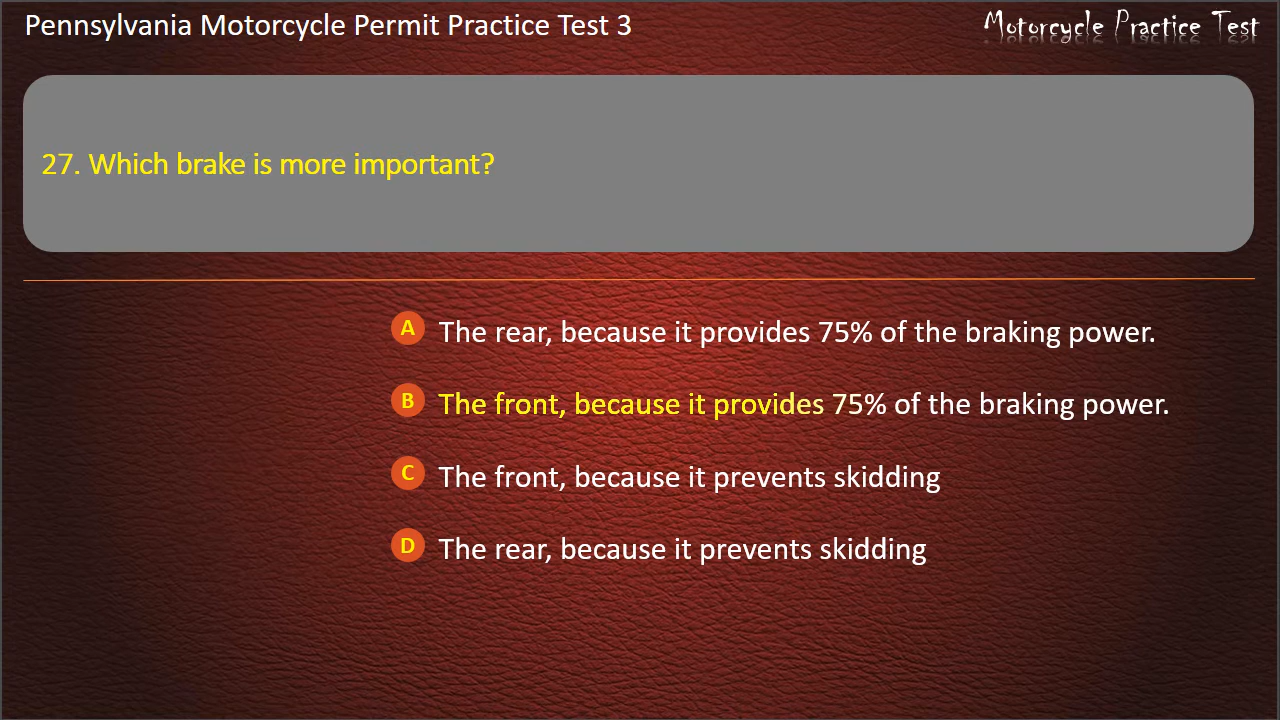 Pennsylvania Motorcycle Permit Practice Test 3
Motorcycle Practice Test
27. Which brake is more important?
A The rear, because it provides 75% of the braking power.
B The front, because it provides 75% of the braking power.
C The front, because it prevents skidding
D The rear, because it prevents skidding